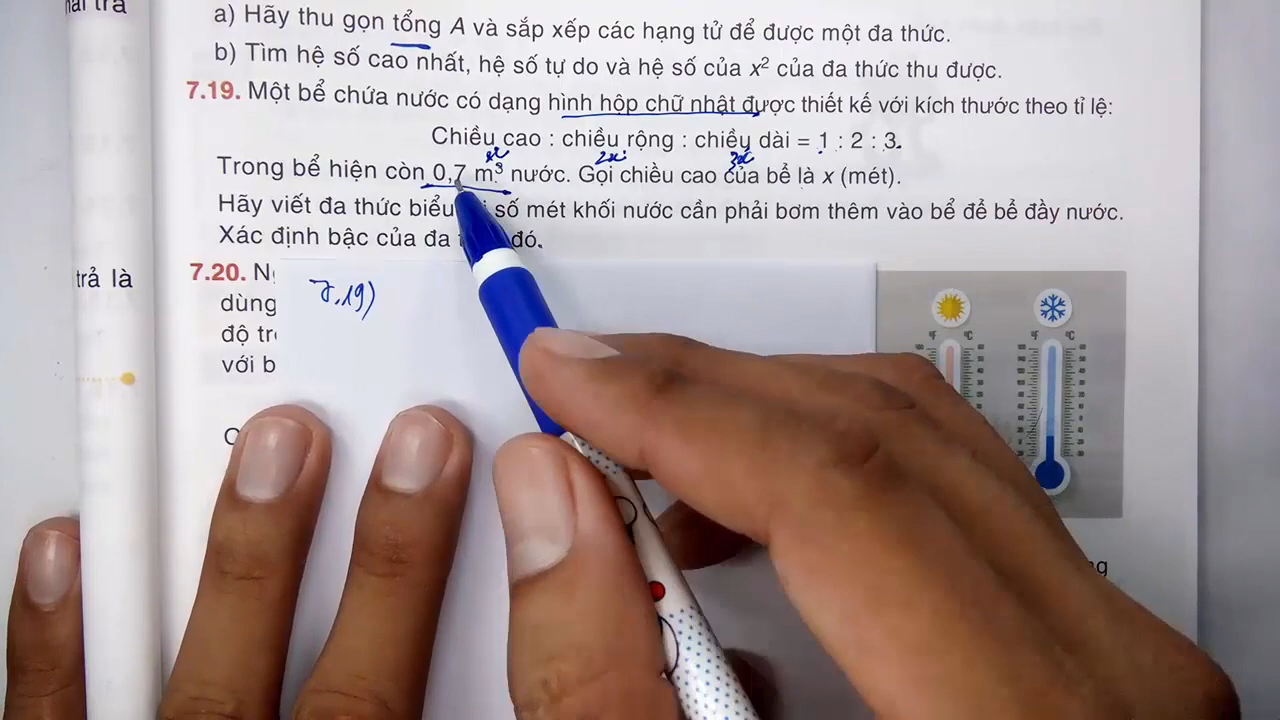 trả
a) Hãy thu gọn tổng A và sắp xếp các hạng tử để được một đa thức.
b) Tìm hệ số cao nhất, hệ số tự do và hệ số của x² của đa thức thu được.
7.19. Một bể chứa nước có dạng hình hộp chữ nhật được thiết kế với kích thước theo tỉ lệ:
Chiều cao : chiều rộng : chiều dài = 1 : 2 : 3.
x 2x 3x
Trong bể hiện còn 0,7 m³ nước. Gọi chiều cao của bể là x (mét).
Hãy viết đa thức biểu số mét khối nước cần phải bơm thêm vào bể để bể đầy nước.
Xác định bậc của đa đó.
trả là
7.20.
7.19)
dùng
độ
với b
°F °C °F °C